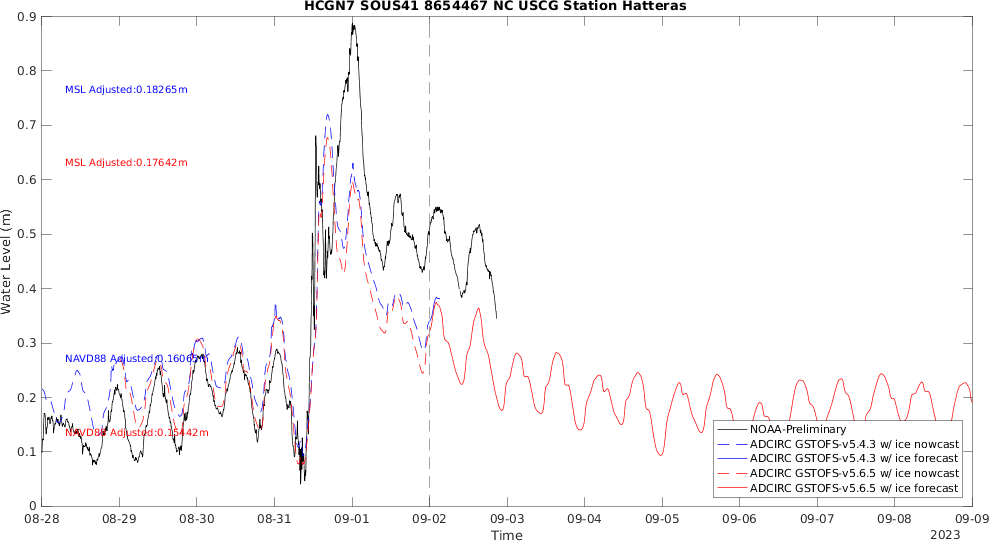 HCGN7 SOUS41 8654467 NC USCG Station Hatteras
0.9
0.8
0.7
0.6
0.5
0.4
0.3
0.2
0.1
0
Water Level (m)
MSL Adjusted:0.18265m
MSL Adjusted:0.17642m
NAVD88 Adjusted:0.16065m
NAVD88 Adjusted:0.15442m
NOAA-Preliminary
ADCIRC GSTOFS-v5.4.3 w/ ice nowcast
ADCIRC GSTOFS-v5.4.3 w/ ice forecast
ADCIRC GSTOFS-v5.6.5 w/ ice nowcast
ADCIRC GSTOFS-v5.6.5 w/ ice forecast
08-28 08-29 08-30 08-31 09-01 09-02 09-03 09-04 09-05 09-06 09-07 09-08 09-09
Time
2023